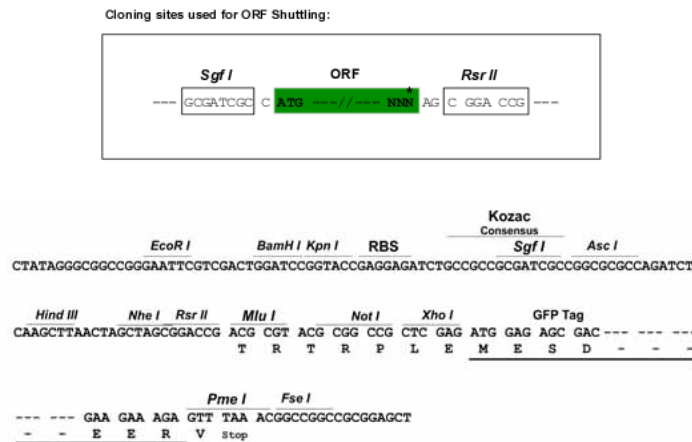 Cloning sites used for ORF Shuttling:
Sgf I ORF Rsr II
--- GCGATCGC C ATG ---//--- NNN* AG C GGA CCG ---
Kozac
Consensus
EcoR I BamH I Kpn I RBS Sgf I Asc I
CTATAGGGCGGCCGGGAATTCGTCGACTGGATCCGGTACCGAGGAGATCTGCCGCCGCGATCGCCGGCGCGCCAGATCT
Hind III Nhe I Rsr II Mlu I Not I Xho I GFP Tag
CAAGCTTAACTAGCTAGCGGACCG ACG CGT ACG CGG CCG CTC GAG ATG GAG AGC GAC--- --- ---
T R T R P L E M E S D - - -
Pme I Fse I
--- --- GAA GAA AGA GTT TAA ACGGCCGGCCGCGGAGCT
- - E E R V Stop